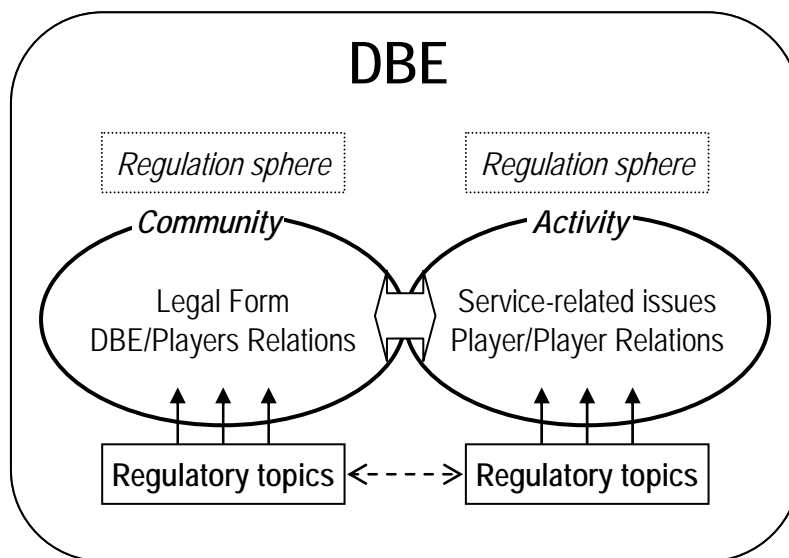 DBE
Regulation sphere
Regulation sphere
Community
Activity
Legal Form
DBE/Players Relations
Service-related issues
Player/Player Relations
Regulatory topics
Regulatory topics